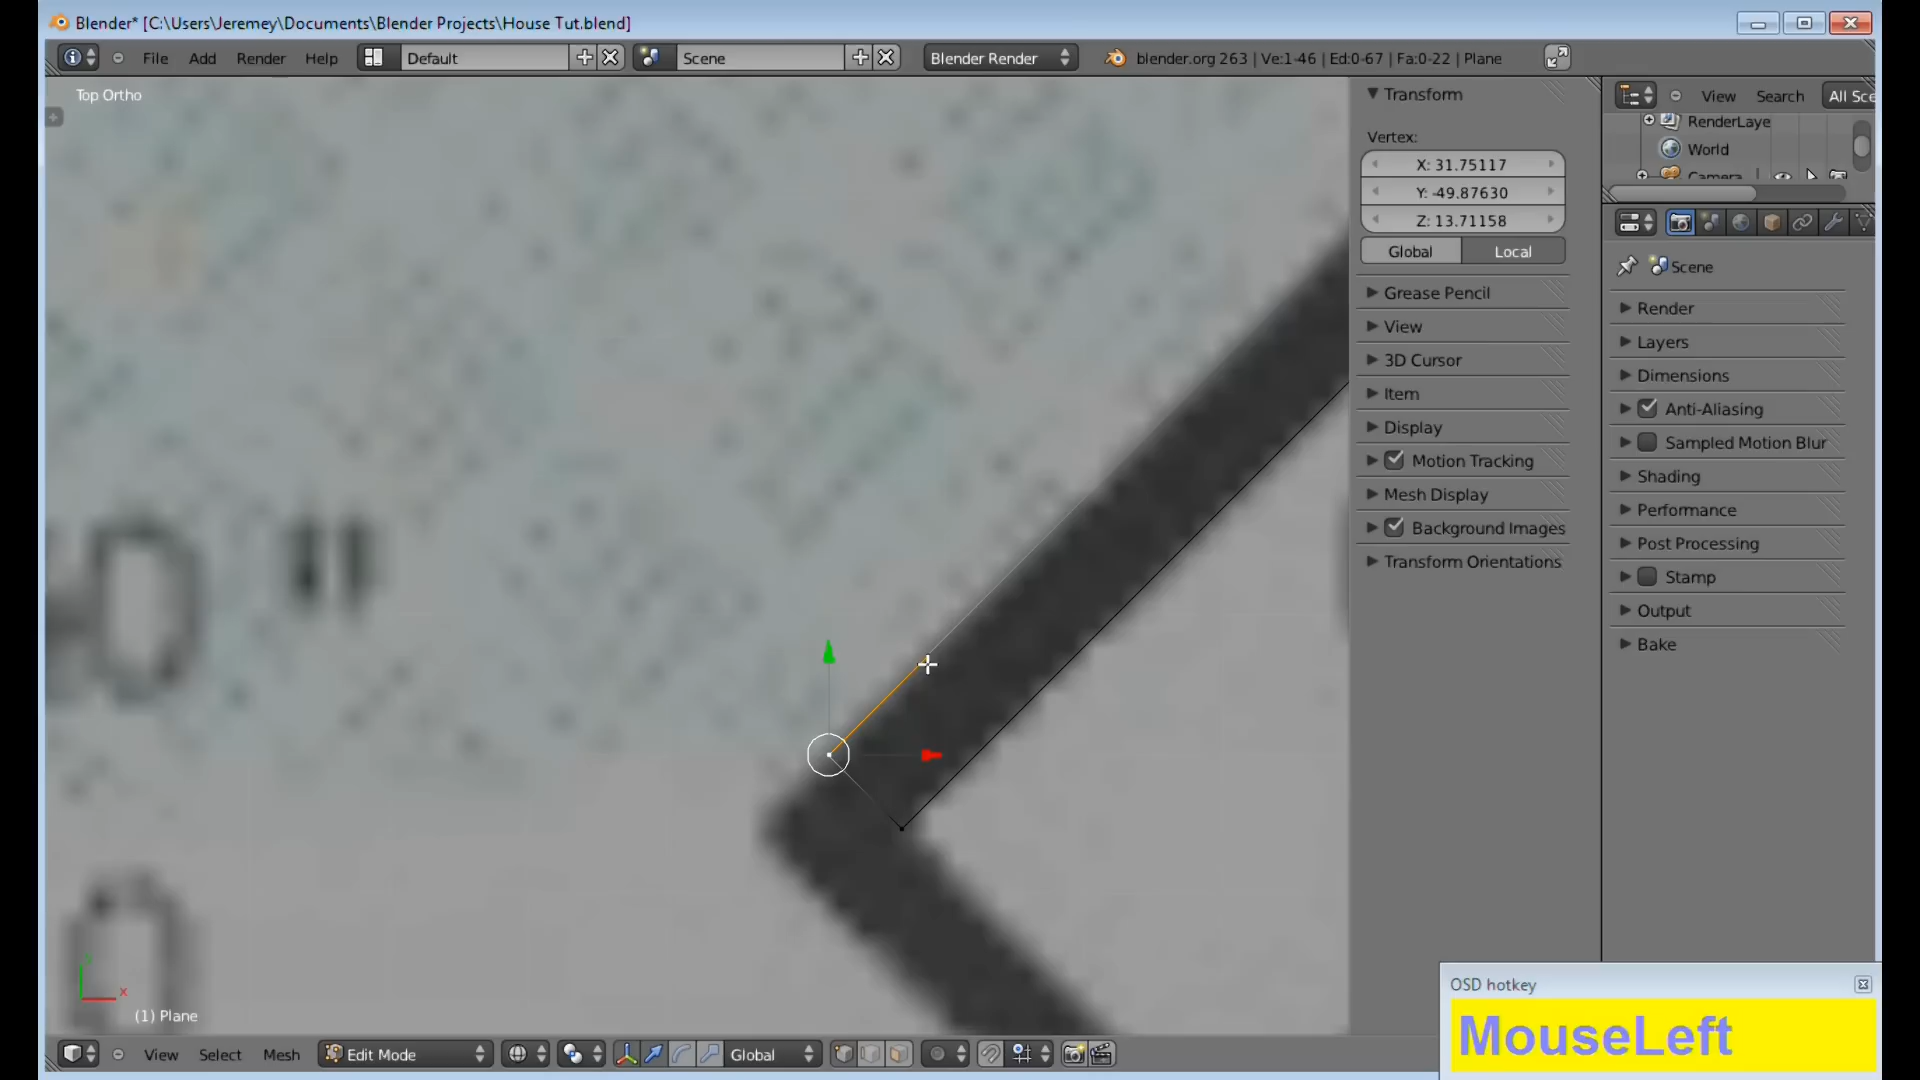 Blender* [C:\Users\Jeremey\Documents\Blender Projects\House Tut.blend]
File Add Render Help Default Scene Blender Render blender.org 263 | Ve:1-46 | Ed:0-67 | Fa:0-22 | Plane
Top Ortho
0"
0
(1) Plane
Transform
Vertex:
X: 31.75117
Y: -49.87630
Z: 13.71158
Global Local
Grease Pencil
View
3D Cursor
Item
Display
Motion Tracking
Mesh Display
Background Images
Transform Orientations
View Search All Sce
RenderLaye
World
Camera
Scene
Render
Layers
Dimensions
Anti-Aliasing
Sampled Motion Blur
Shading
Performance
Post Processing
Stamp
Output
Bake
View Select Mesh Edit Mode Global
OSD hotkey
MouseLeft